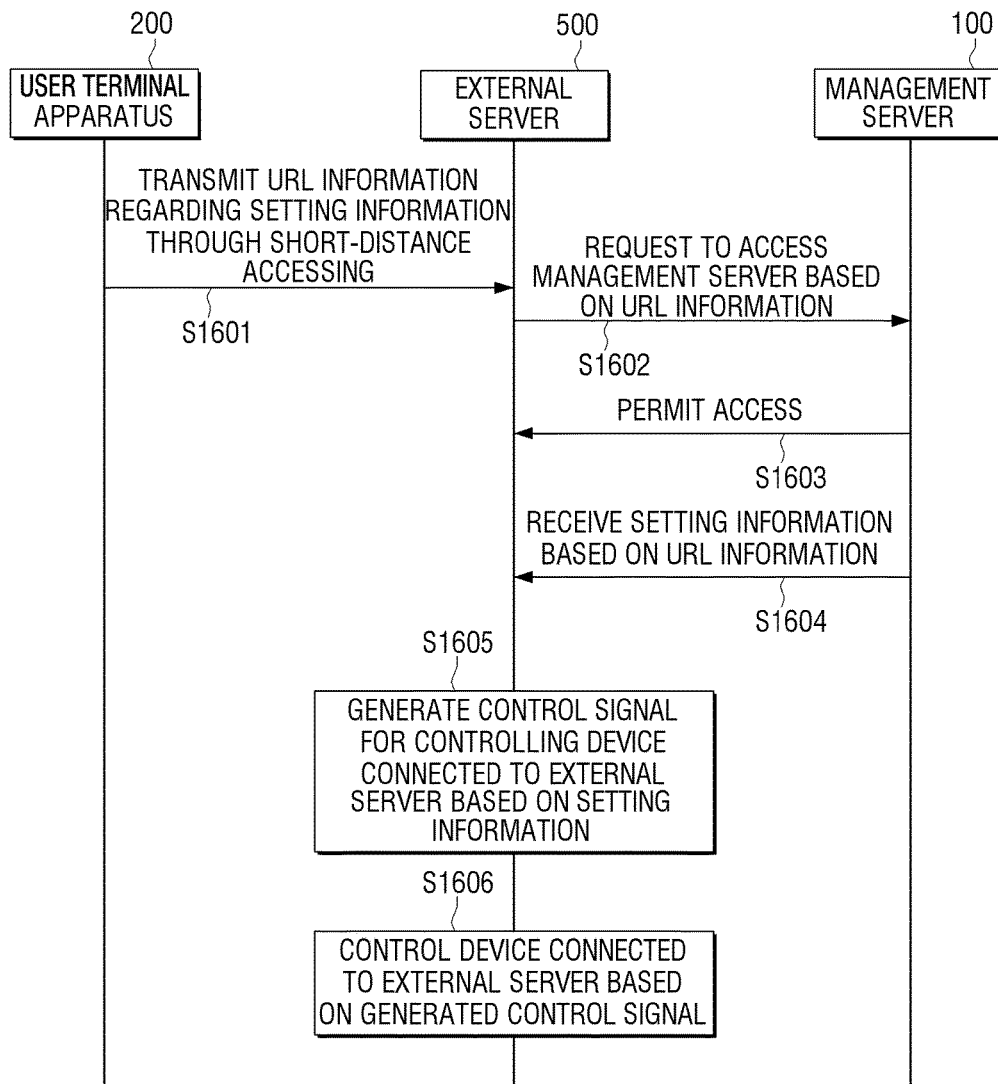 200
500
100
USER TERMINAL
APPARATUS
EXTERNAL
SERVER
MANAGEMENT
SERVER
TRANSMIT URL INFORMATION
REGARDING SETTING INFORMATION
THROUGH SHORT-DISTANCE
ACCESSING
S1601
REQUEST TO ACCESS
MANAGEMENT SERVER BASED
ON URL INFORMATION
S1602
PERMIT ACCESS
S1603
RECEIVE SETTING INFORMATION
BASED ON URL INFORMATION
S1604
S1605
GENERATE CONTROL SIGNAL
FOR CONTROLLING DEVICE
CONNECTED TO EXTERNAL
SERVER BASED ON SETTING
INFORMATION
S1606
CONTROL DEVICE CONNECTED
TO EXTERNAL SERVER BASED
ON GENERATED CONTROL SIGNAL